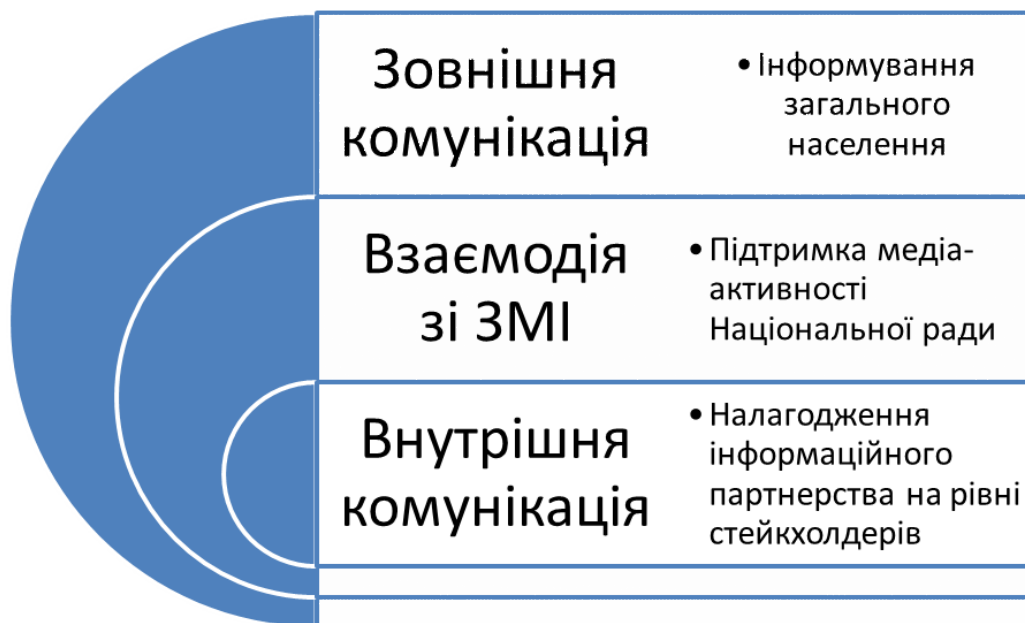 Зовнішня
комунікація
• Інформування
загального
населення
Взаємодія
зі ЗМІ
• Підтримка медіа-
активності
Національної ради
Внутрішня
комунікація
• Налагодження
інформаційного
партнерства на рівні
стейкхолдерів